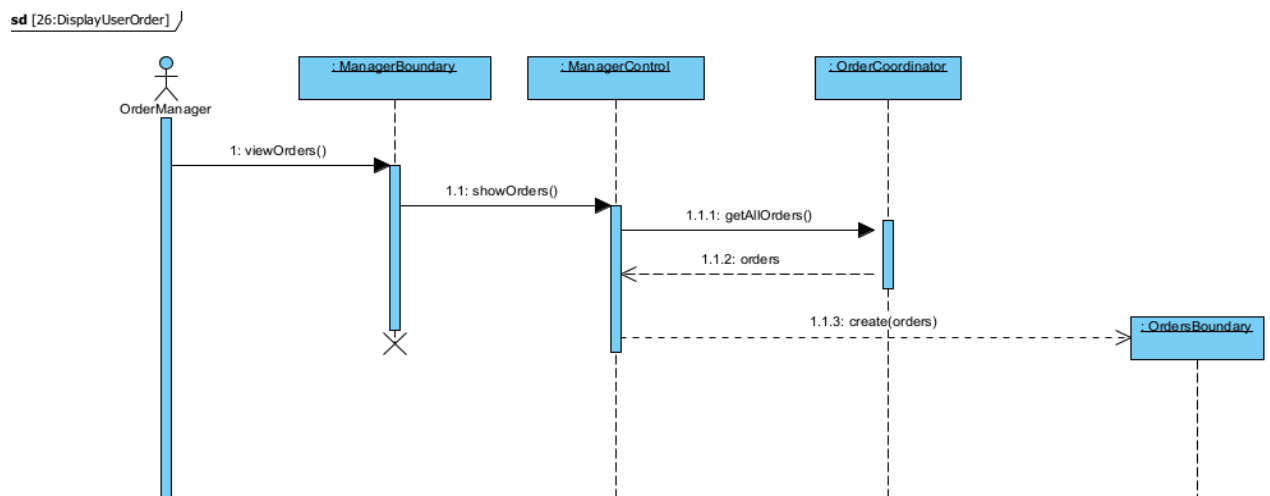 sd [26:DisplayUserOrder]
: ManagerBoundary
: ManagerControl
: OrderCoordinator
OrderManager
1: viewOrders()
1.1: showOrders()
1.1.1: getAllOrders()
1.1.2: orders
1.1.3: create(orders)
: OrdersBoundary